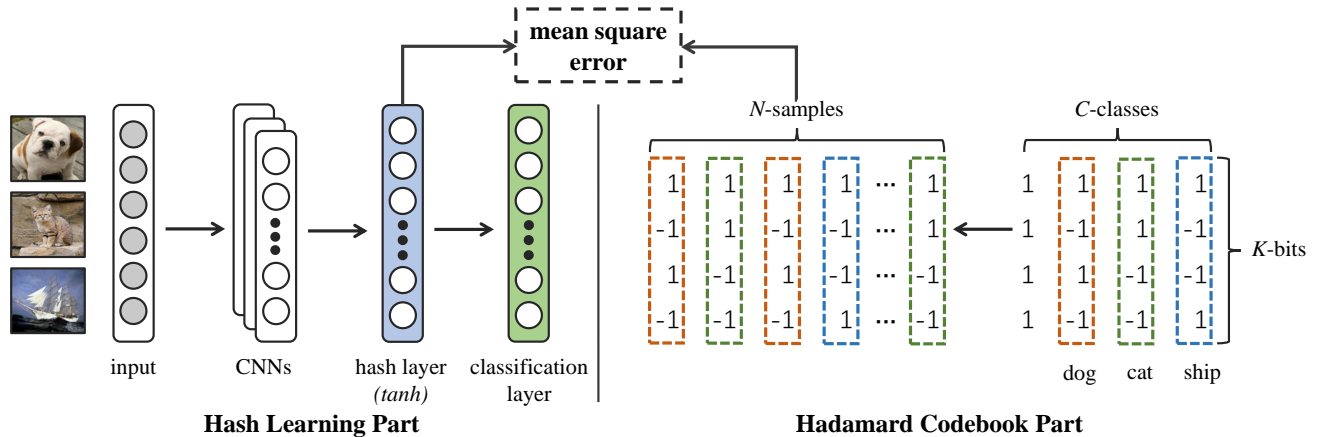 mean square
error
N-samples
C-classes
1 1 1 1 ... 1 1 1 1 1
-1 1 -1 -1 ... 1 1 -1 1 -1
1 -1 1 -1 ... -1 1 1 -1 -1
-1 -1 -1 1 ... -1 1 -1 -1 1
K-bits
input
CNNs
hash layer
(tanh)
classification
layer
dog cat ship
Hash Learning Part
Hadamard Codebook Part